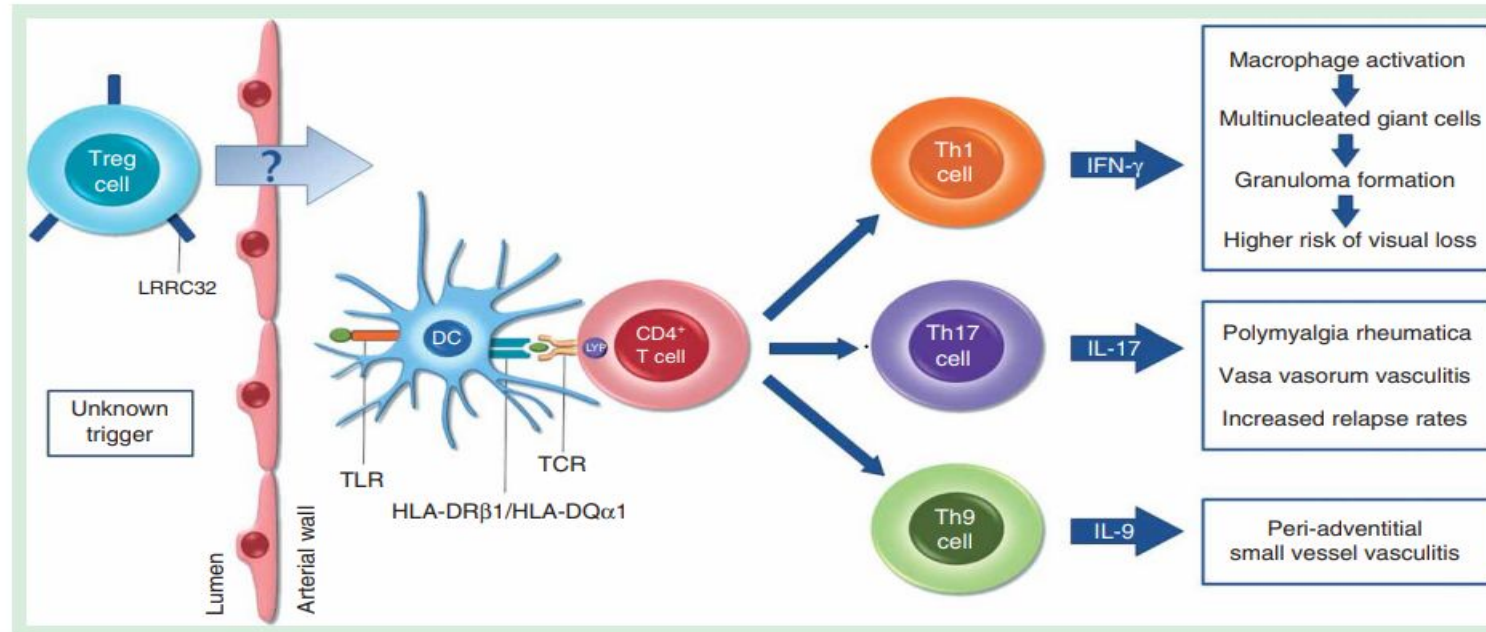 Treg
cell
?
LRRC32
Unknown
trigger
Lumen
Arterial wall
DC
TLR
HLA-DRβ1/HLA-DQα1
TCR
LYP
CD4+
T cell
Th1
cell
IFN-γ
Macrophage activation
Multinucleated giant cells
Granuloma formation
Higher risk of visual loss
Th17
cell
IL-17
Polymyalgia rheumatica
Vasa vasorum vasculitis
Increased relapse rates
Th9
cell
IL-9
Peri-adventitial
small vessel vasculitis